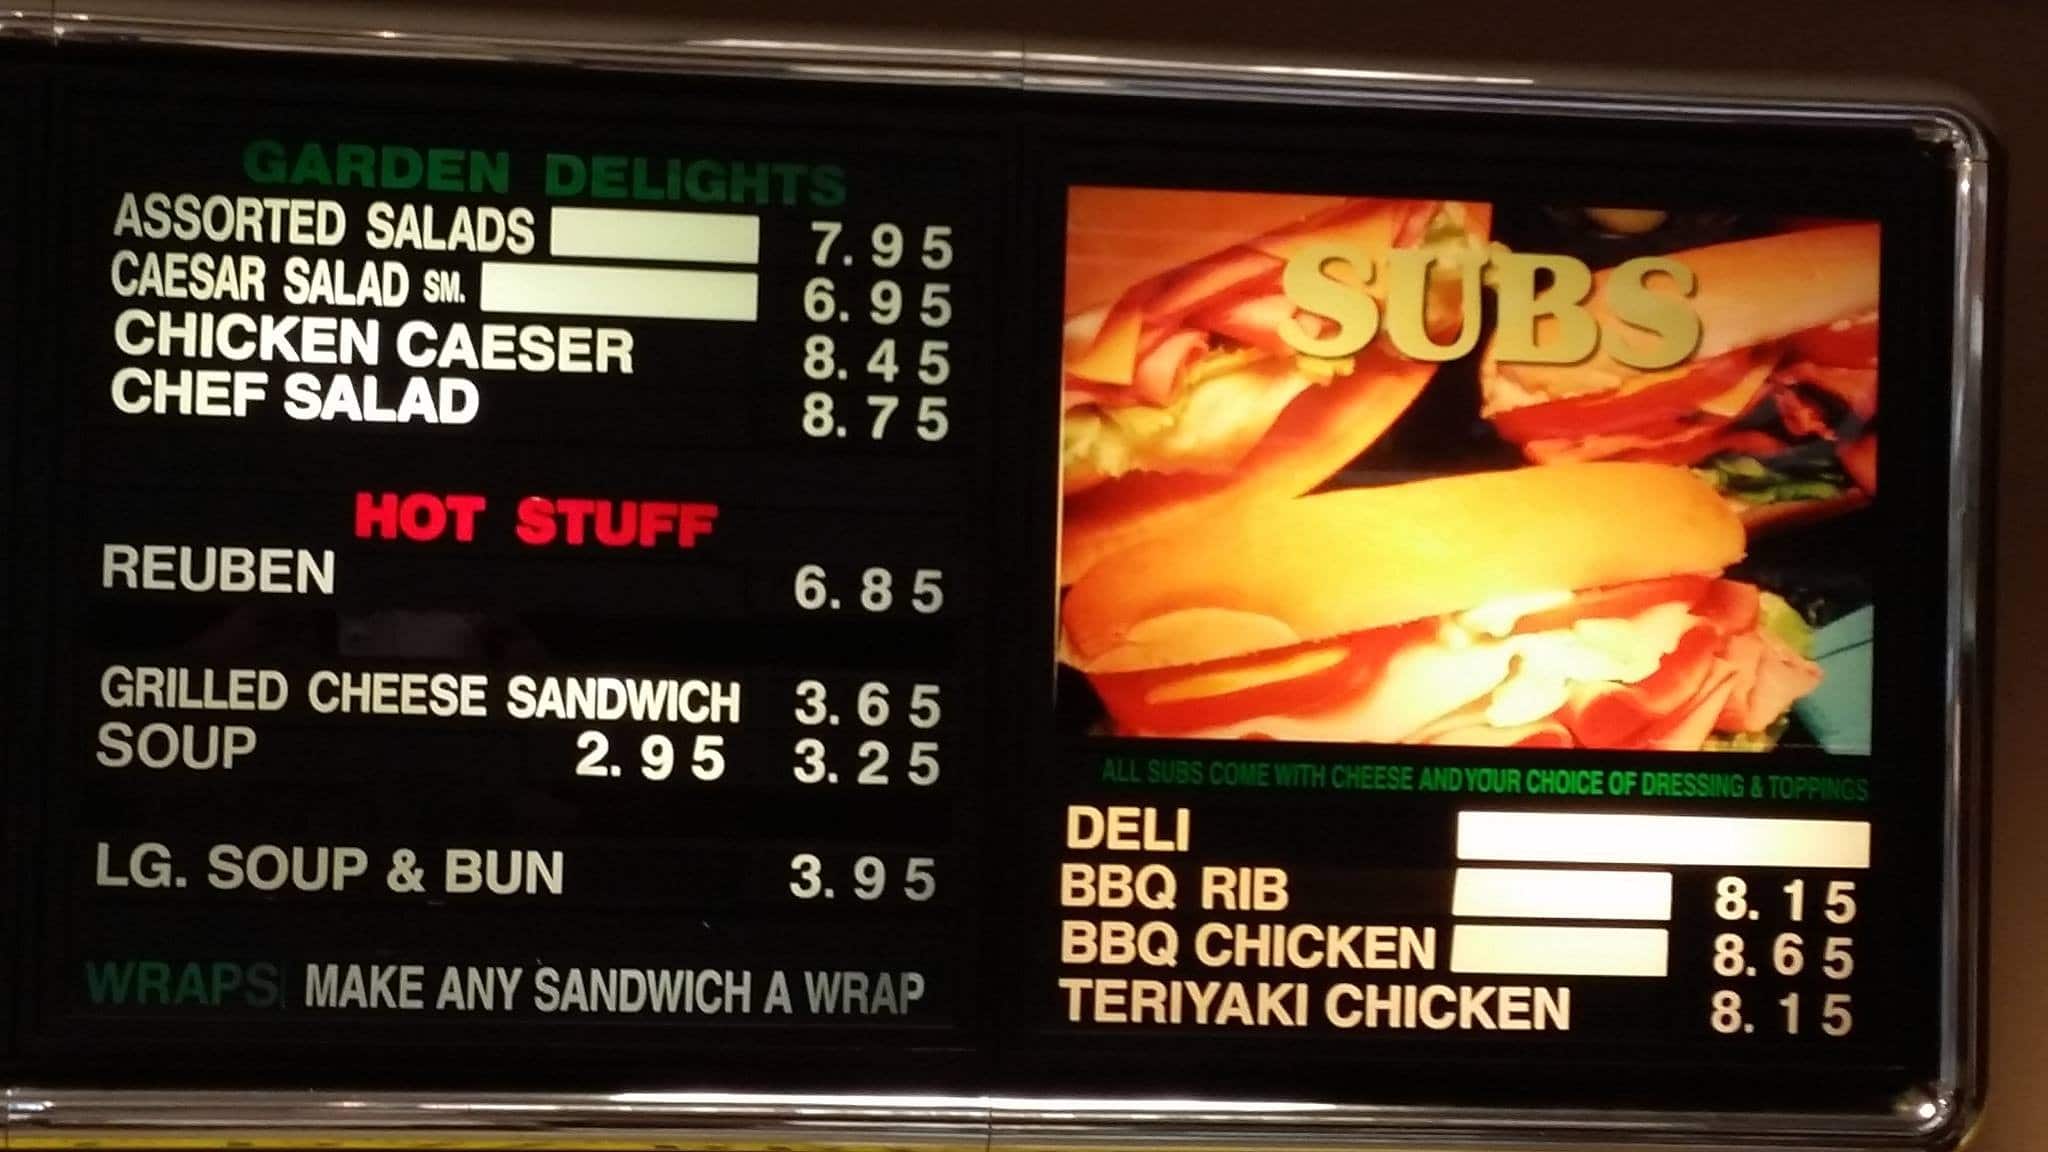 GARDEN DELIGHTS
ASSORTED SALADS 7.95
CAESAR SALAD SM. 6.95
CHICKEN CAESER 8.45
CHEF SALAD 8.75
HOT STUFF
REUBEN 6.85
GRILLED CHEESE SANDWICH 3.65
SOUP 2.95 3.25
LG. SOUP & BUN 3.95
WRAPS MAKE ANY SANDWICH A WRAP
SUBS
ALL SUBS COME WITH CHEESE AND YOUR CHOICE OF DRESSING & TOPPINGS
DELI
BBQ RIB 8.15
BBQ CHICKEN 8.65
TERIYAKI CHICKEN 8.15